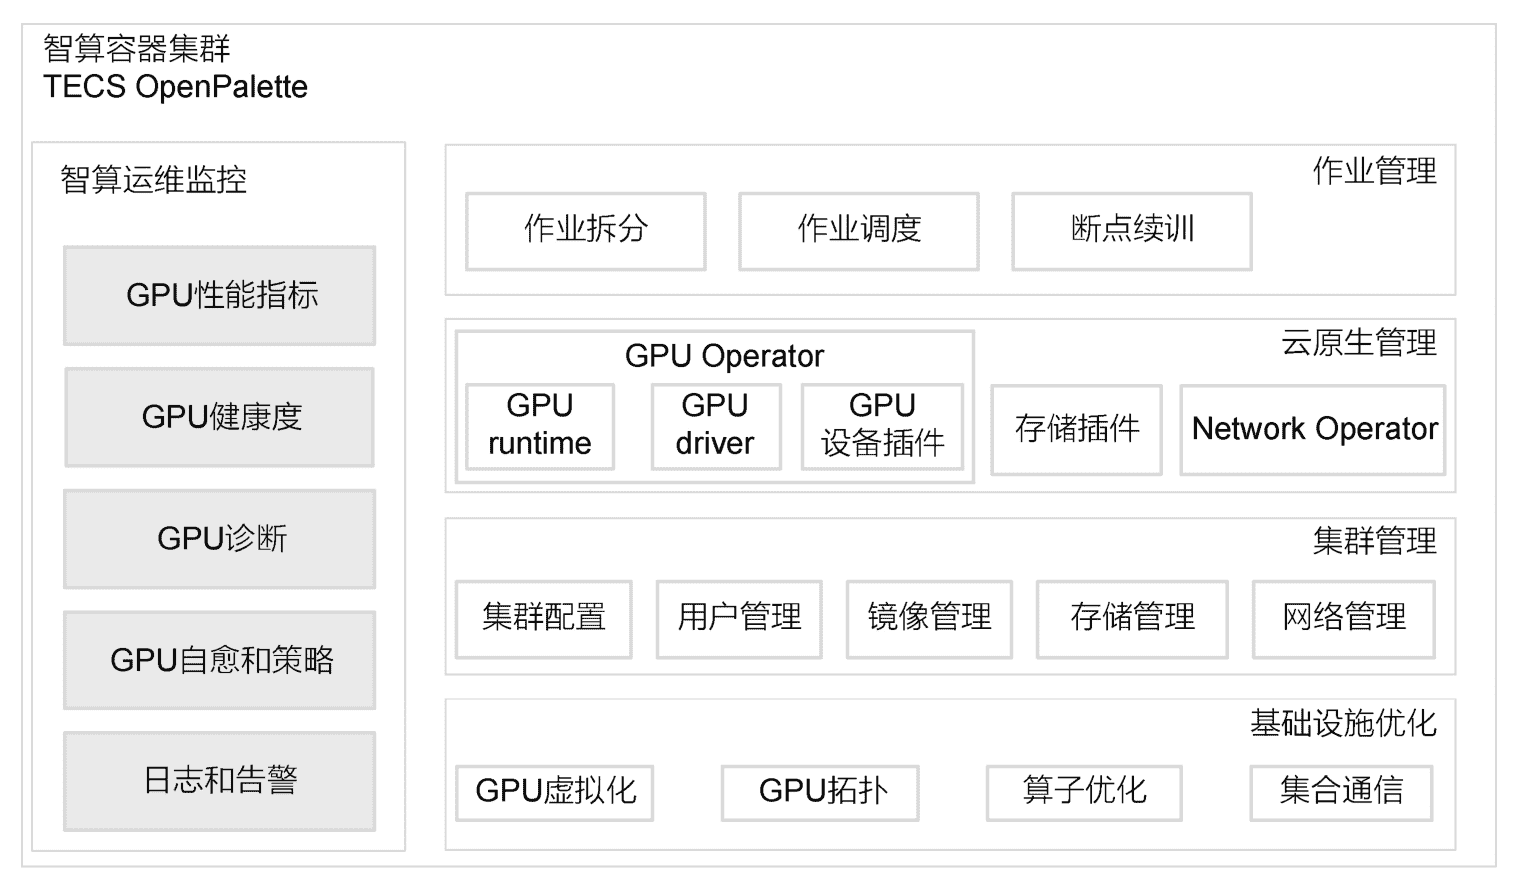 智算容器集群
TECS OpenPalette
智算运维监控
GPU性能指标
GPU健康度
GPU诊断
GPU自愈和策略
日志和告警
作业管理
作业拆分
作业调度
断点续训
云原生管理
GPU Operator
GPU
runtime
GPU
driver
GPU
设备插件
存储插件
Network Operator
集群管理
集群配置
用户管理
镜像管理
存储管理
网络管理
基础设施优化
GPU虚拟化
GPU拓扑
算子优化
集合通信